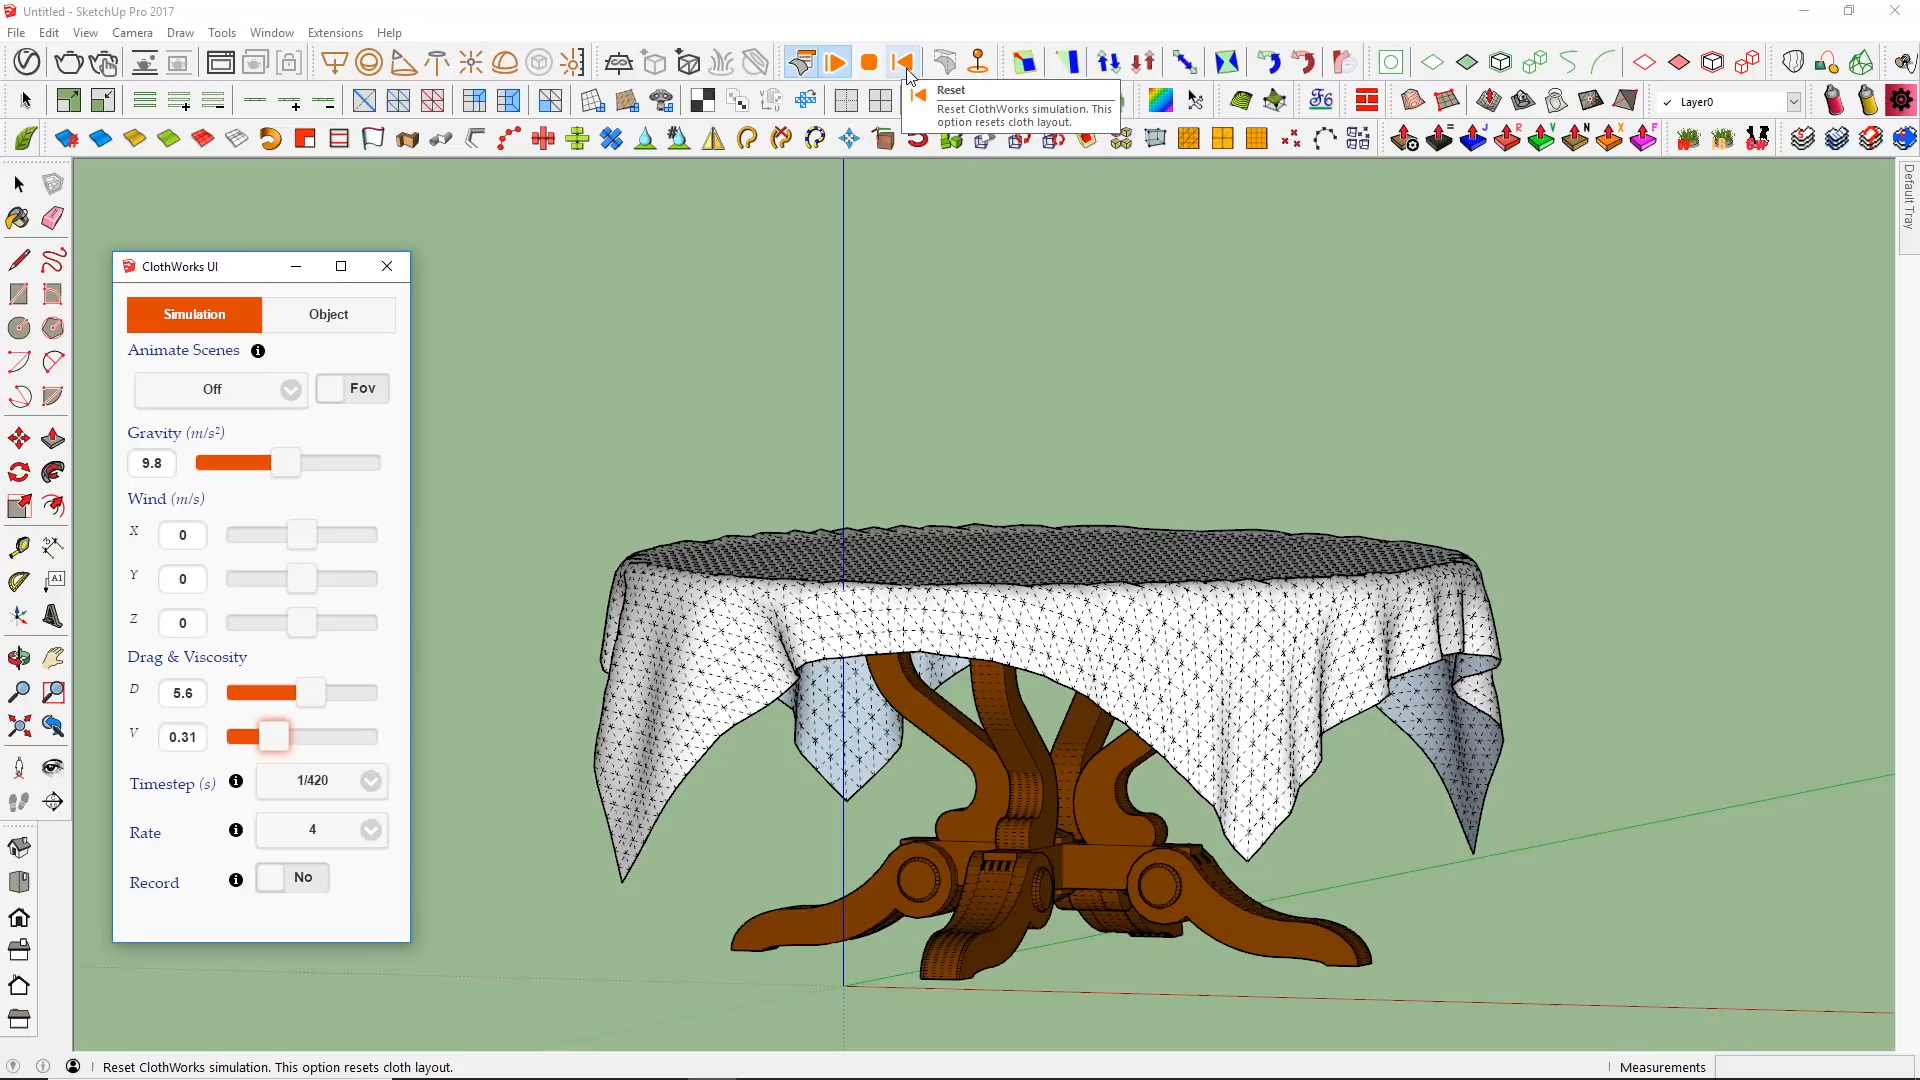 Untitled - SketchUp Pro 2017
File Edit View Camera Draw Tools Window Extensions Help
Reset
Reset ClothWorks simulation. This
option resets cloth layout.
✓ Layer0
Default Tray
A1
ClothWorks UI
Simulation Object
Animate Scenes
Off Fov
Gravity (m/s²)
9.8
Wind (m/s)
X 0
Y 0
Z 0
Drag & Viscosity
D 5.6
V 0.31
Timestep (s) 1/420
Rate 4
Record No
Reset ClothWorks simulation. This option resets cloth layout.
Measurements